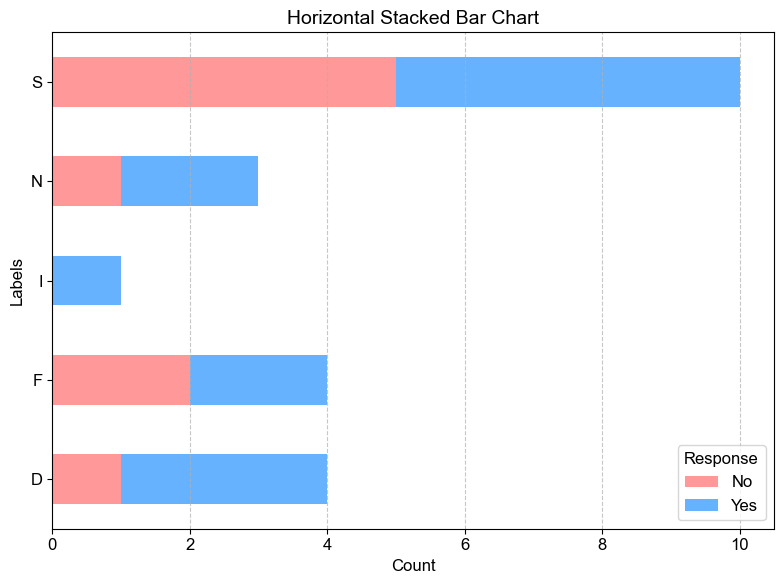 Horizontal Stacked Bar Chart
S
N
I
F
D
Labels
0 2 4 6 8 10
Count
Response
No
Yes